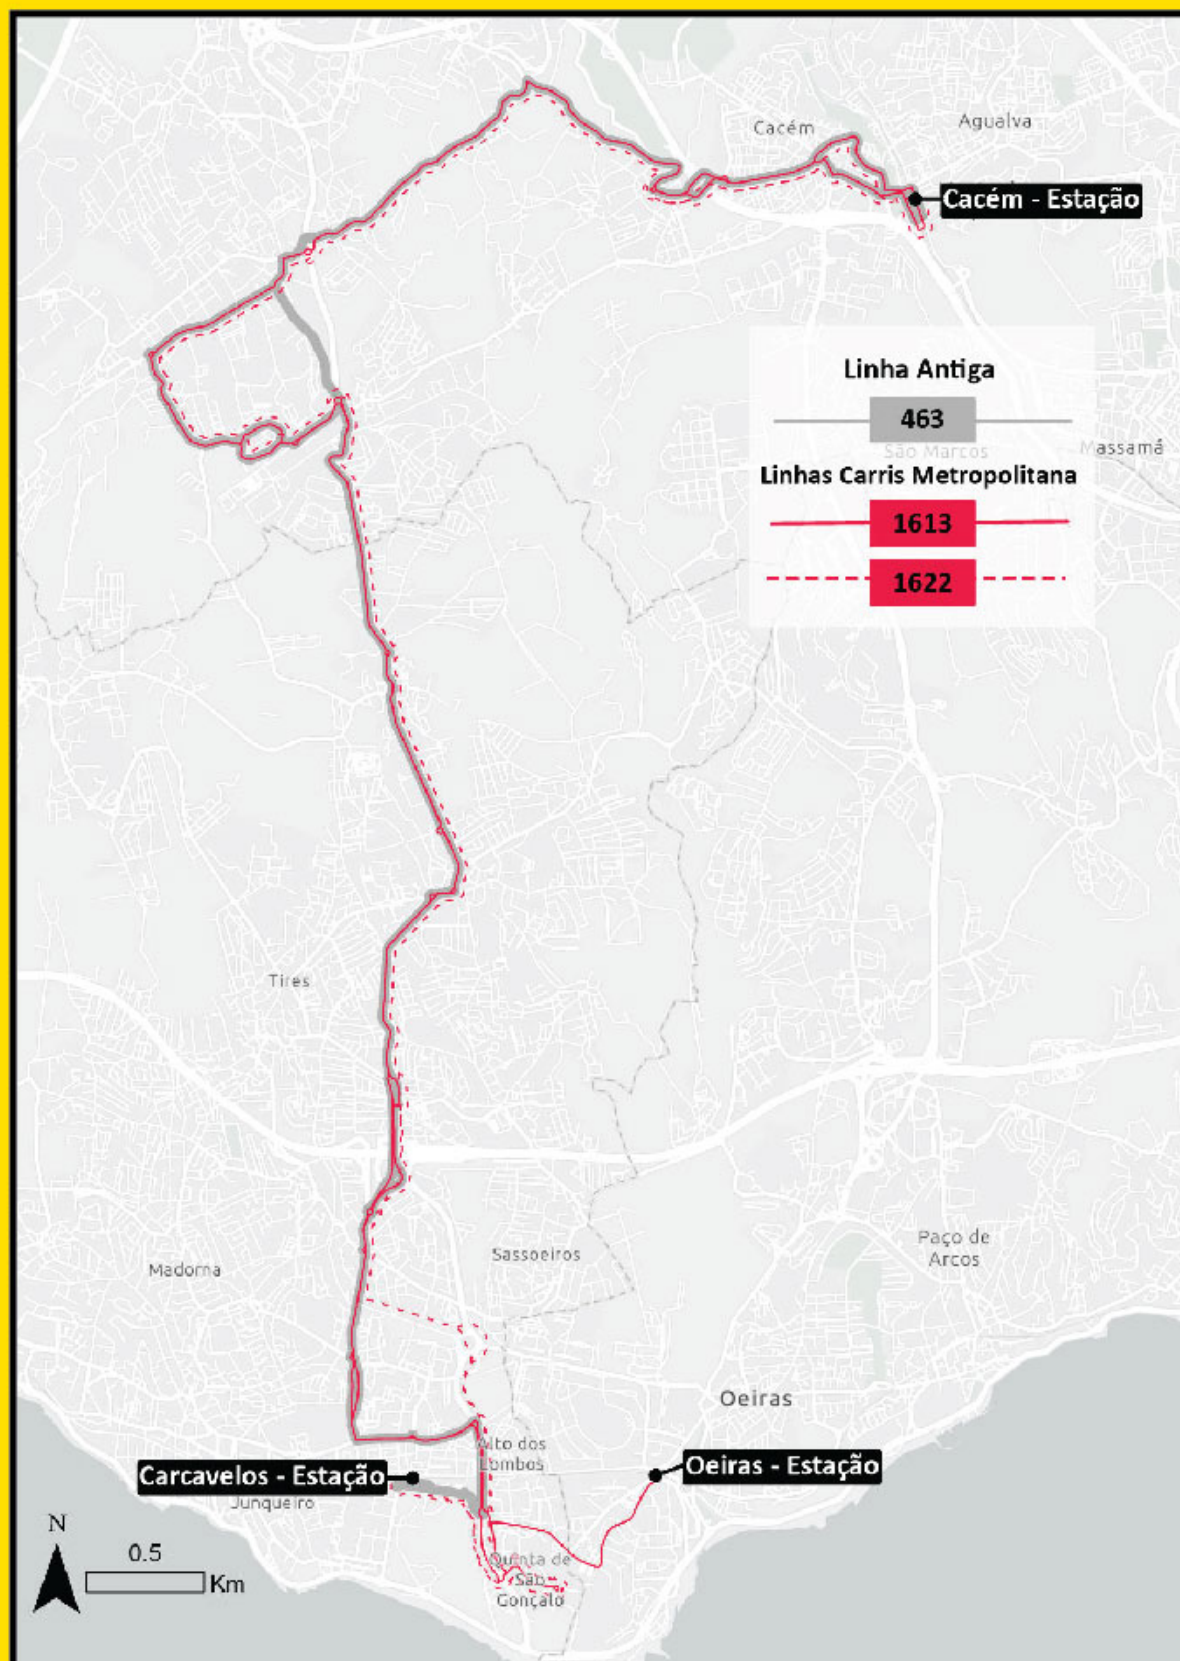 Cacém
Agualva
Cacém - Estação
Linha Antiga
463
São Marcos
Massamá
Linhas Carris Metropolitana
1613
1622
Tires
Sassoeiros
Paço de
Arcos
Madorna
Oeiras
Alto dos
Lombos
Carcavelos - Estação
Oeiras - Estação
Junqueiro
N
0.5
Km
Quinta de
São
Gonçalo